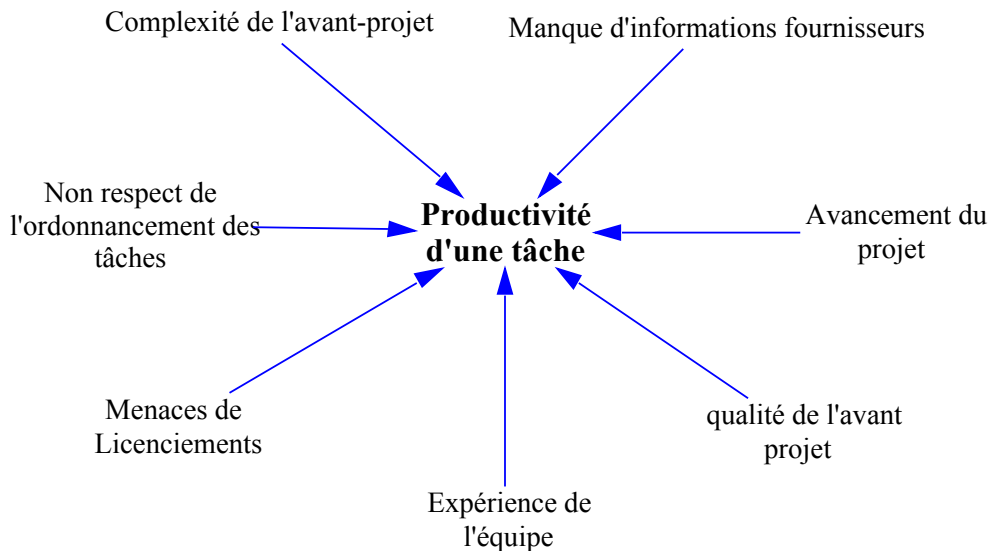 Complexité de l'avant-projet
Manque d'informations fournisseurs
Non respect de
l'ordonnancement des
tâches
Productivité
d'une tâche
Avancement du
projet
Menaces de
Licenciements
qualité de l'avant
projet
Expérience de
l'équipe